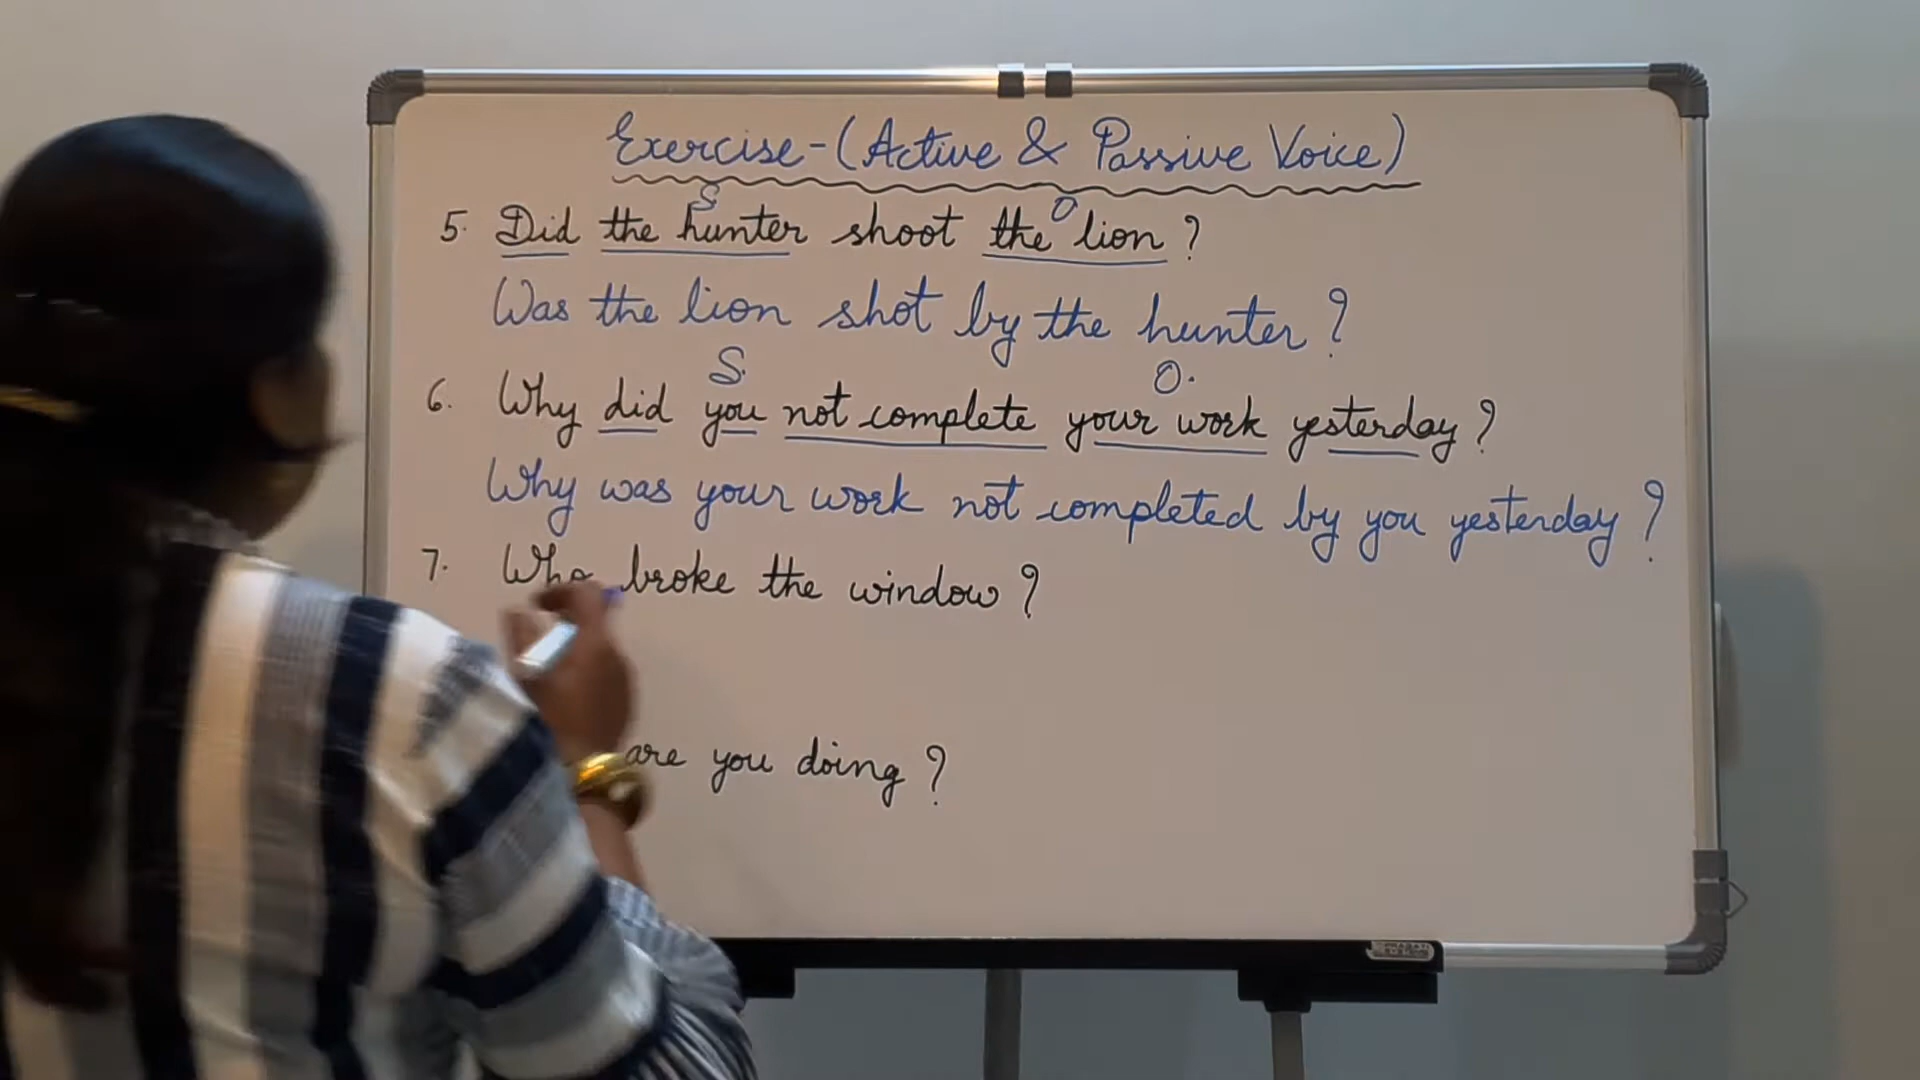 Exercise - (Active & Passive Voice)
S O
5. Did the hunter shoot the lion ?
Was the lion shot by the hunter ?
S. O.
6. Why did you not complete your work yesterday ?
Why was your work not completed by you yesterday ?
7. Who broke the window ?
are you doing ?